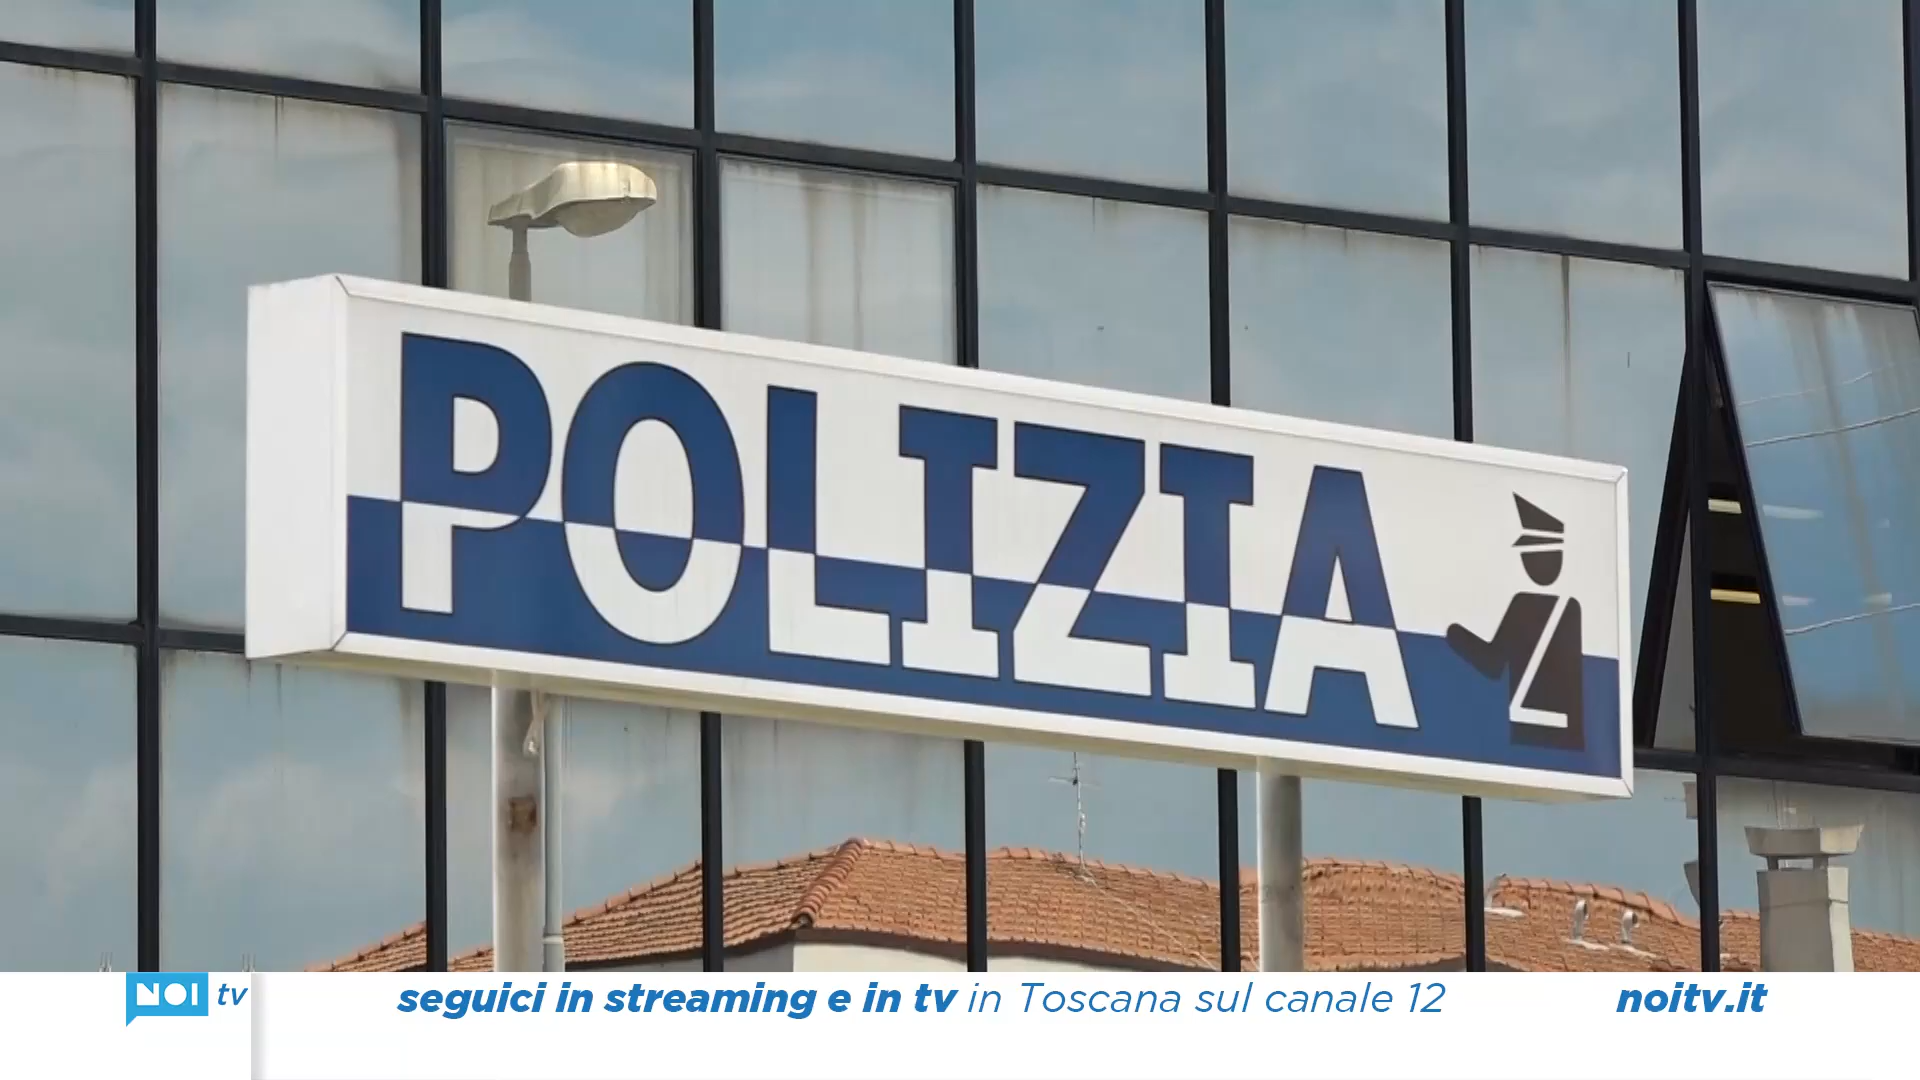 POLIZIA
NOI tv
seguici in streaming e in tv in Toscana sul canale 12
noitv.it